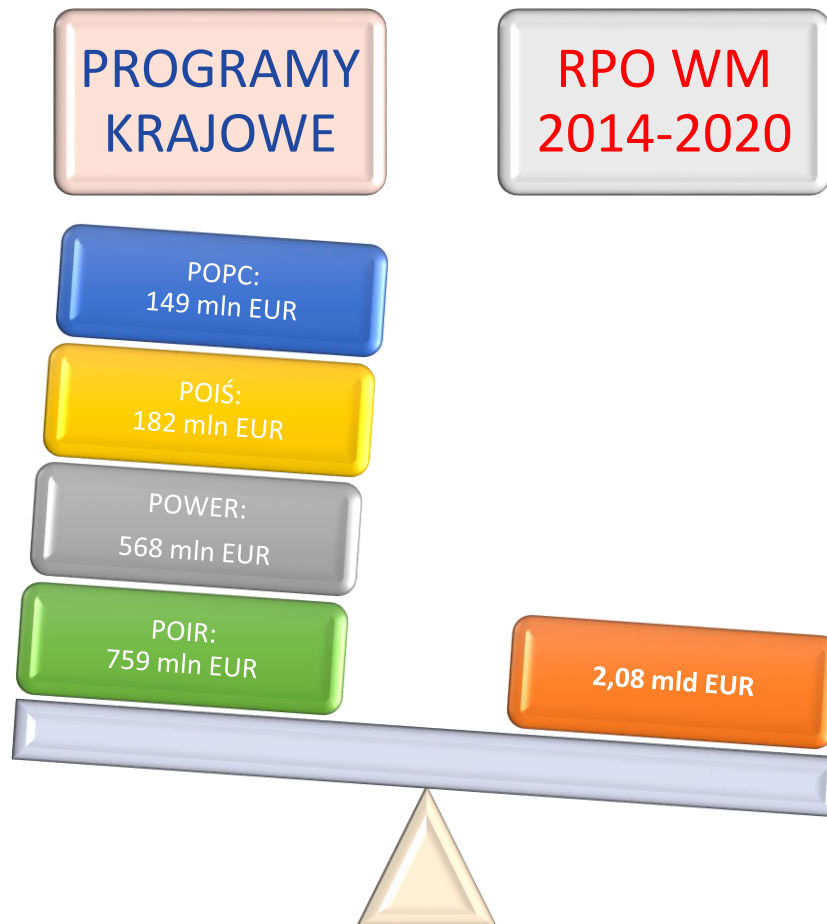 PROGRAMY
KRAJOWE
RPO WM
2014-2020
POPC:
149 mln EUR
POIŚ:
182 mln EUR
POWER:
568 mln EUR
POIR:
759 mln EUR
2,08 mld EUR